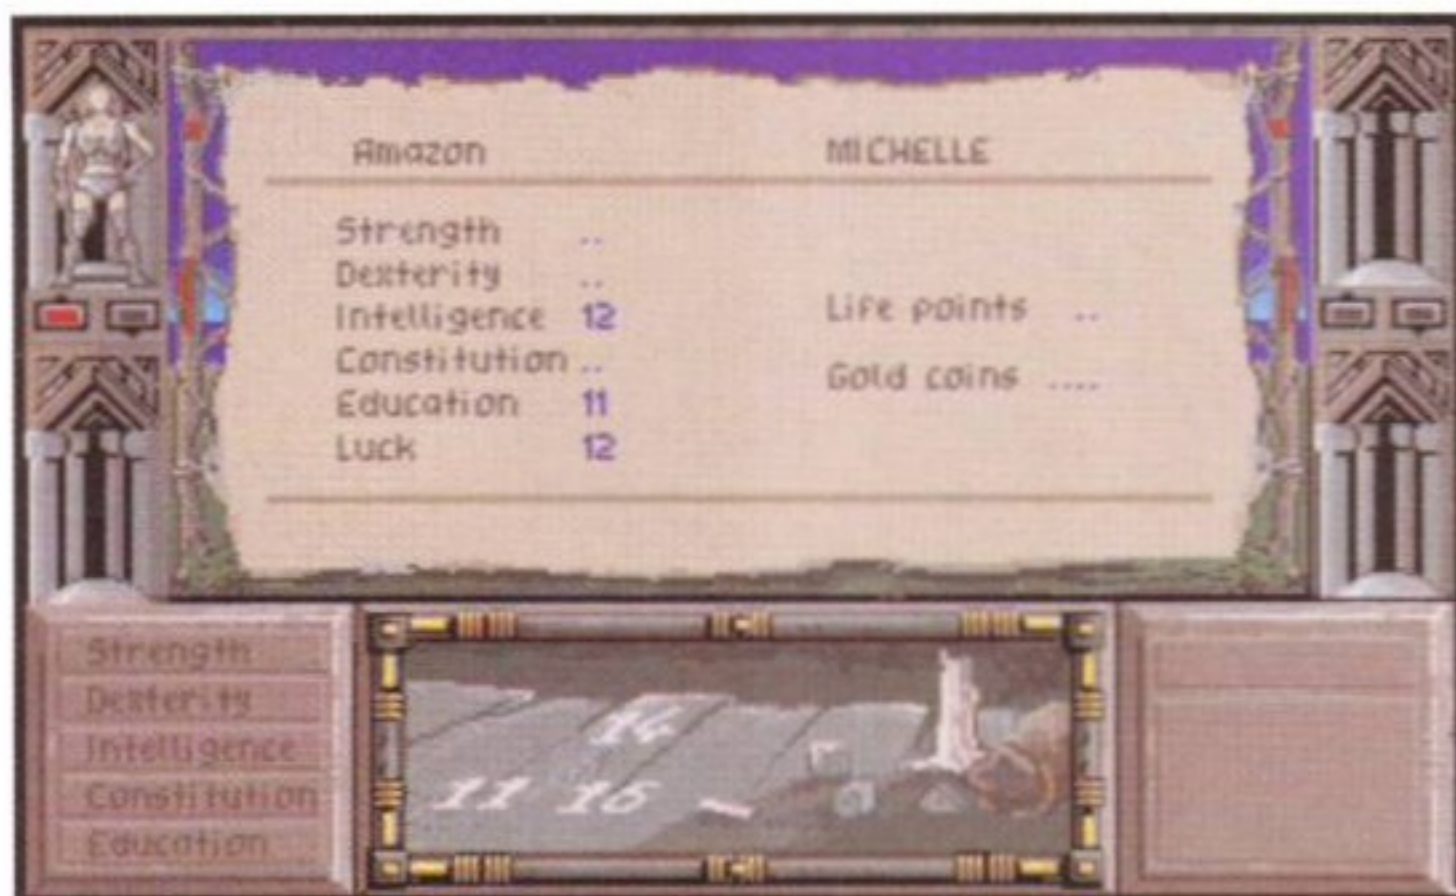 Amazon MICHELLE
Strength ..
Dexterity ..
Intelligence 12
Life points ..
Constitution ..
Gold coins ....
Education 11
Luck 12
Strength
Dexterity
Intelligence
Constitution
Education
14
11 16